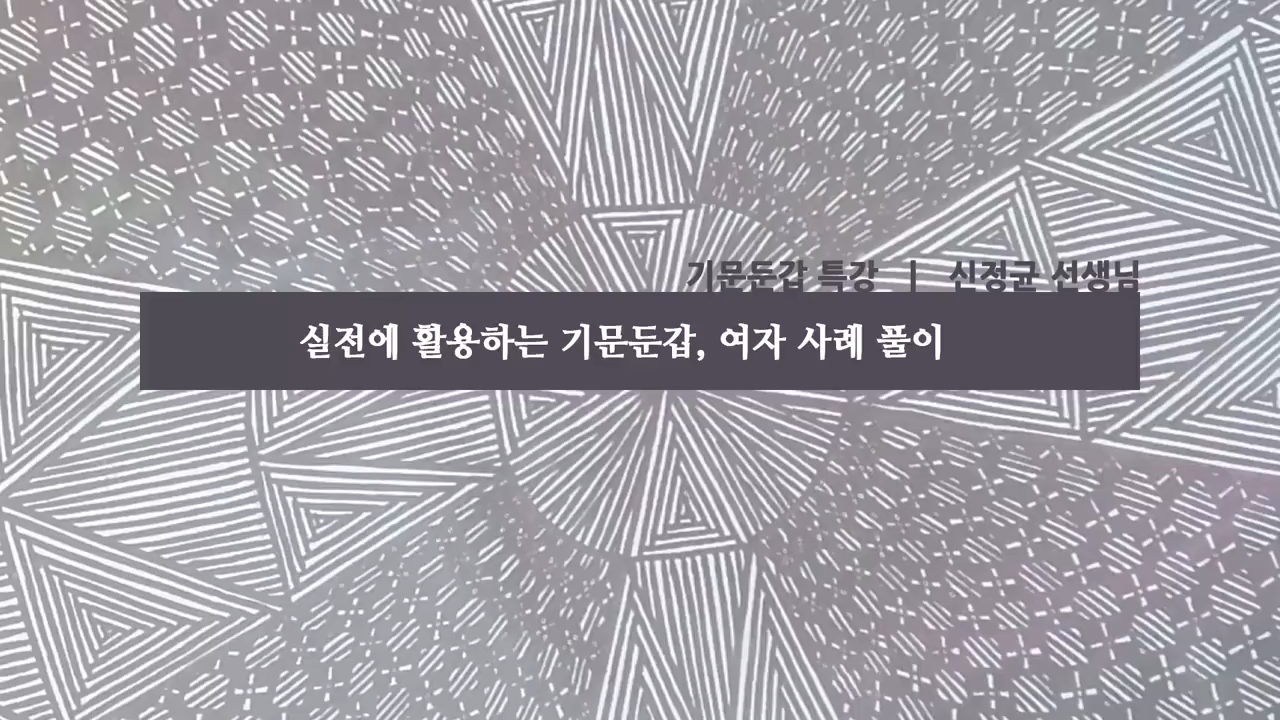 기문둔갑 특강 | 신정균 선생님
실전에 활용하는 기문둔갑, 여자 사례 풀이